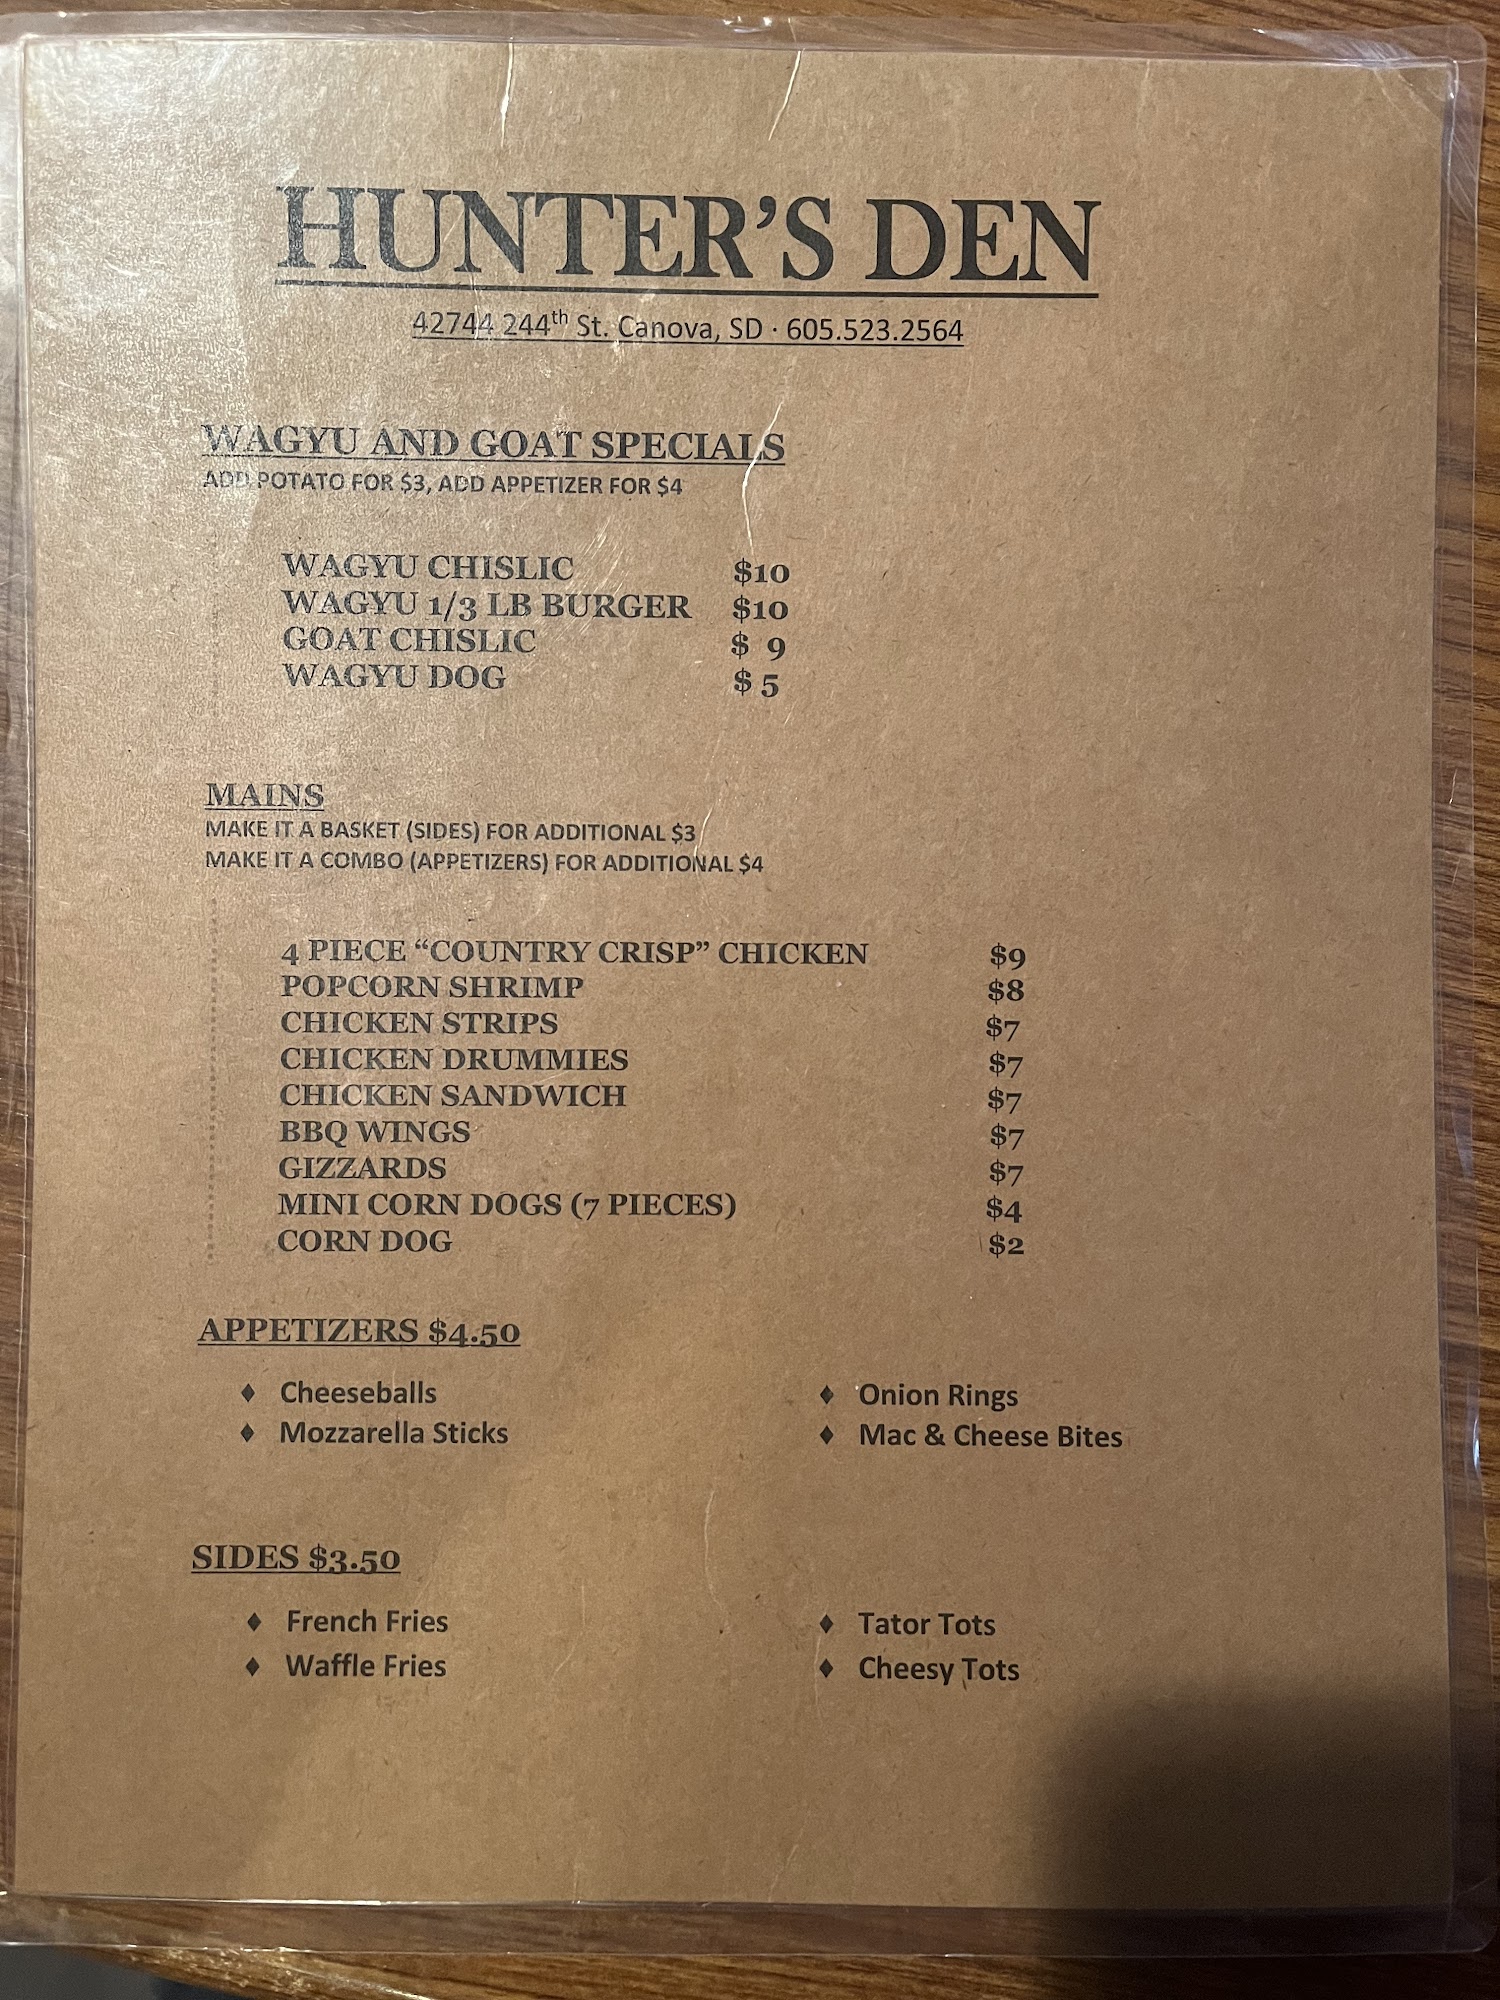 HUNTER'S DEN
42744 244th St. Canova, SD · 605.523.2564
WAGYU AND GOAT SPECIALS
ADD POTATO FOR $3, ADD APPETIZER FOR $4
WAGYU CHISLIC $10
WAGYU 1/3 LB BURGER $10
GOAT CHISLIC $ 9
WAGYU DOG $ 5
MAINS
MAKE IT A BASKET (SIDES) FOR ADDITIONAL $3
MAKE IT A COMBO (APPETIZERS) FOR ADDITIONAL $4
4 PIECE “COUNTRY CRISP” CHICKEN $9
POPCORN SHRIMP $8
CHICKEN STRIPS $7
CHICKEN DRUMMIES $7
CHICKEN SANDWICH $7
BBQ WINGS $7
GIZZARDS $7
MINI CORN DOGS (7 PIECES) $4
CORN DOG $2
APPETIZERS $4.50
♦ Cheeseballs ♦ Onion Rings
♦ Mozzarella Sticks ♦ Mac & Cheese Bites
SIDES $3.50
♦ French Fries ♦ Tator Tots
♦ Waffle Fries ♦ Cheesy Tots